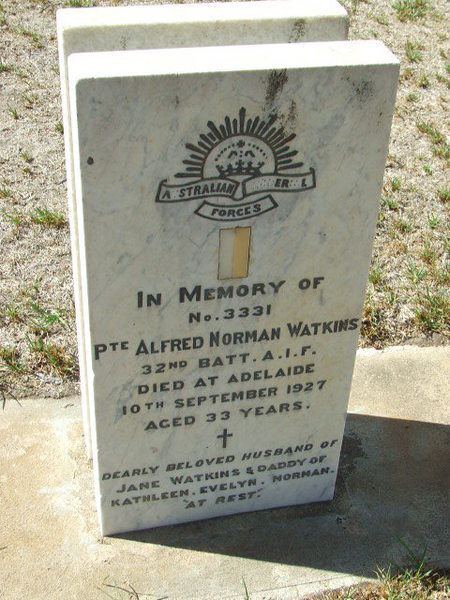 AUSTRALIAN
FORCES
IN MEMORY OF
No. 3331
PTE ALFRED NORMAN WATKINS
32ND BATT. A.I.F.
DIED AT ADELAIDE
10TH SEPTEMBER 1927
AGED 33 YEARS.
DEARLY BELOVED HUSBAND OF
JANE WATKINS & DADDY OF
KATHLEEN, EVELYN, NORMAN.
"AT REST"